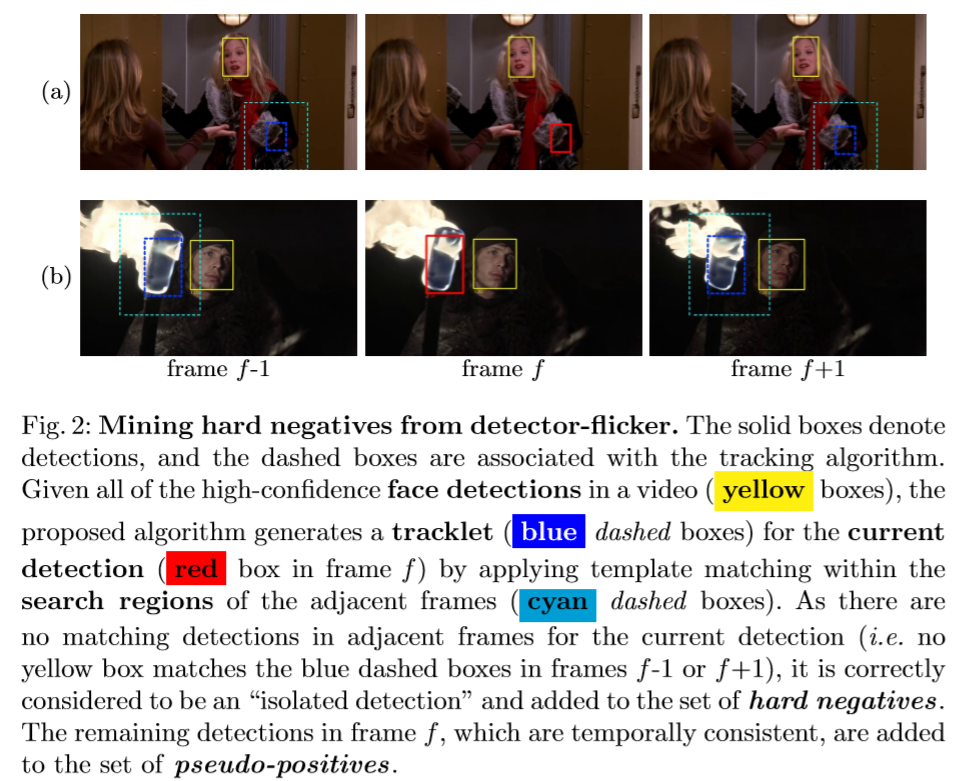 (a)
(b)
frame f-1 frame f frame f+1
Fig. 2: Mining hard negatives from detector-flicker. The solid boxes denote
detections, and the dashed boxes are associated with the tracking algorithm.
Given all of the high-confidence face detections in a video ( yellow boxes), the
proposed algorithm generates a tracklet ( blue dashed boxes) for the current
detection ( red box in frame f) by applying template matching within the
search regions of the adjacent frames ( cyan dashed boxes). As there are
no matching detections in adjacent frames for the current detection (i.e. no
yellow box matches the blue dashed boxes in frames f-1 or f+1), it is correctly
considered to be an “isolated detection” and added to the set of hard negatives.
The remaining detections in frame f, which are temporally consistent, are added
to the set of pseudo-positives.